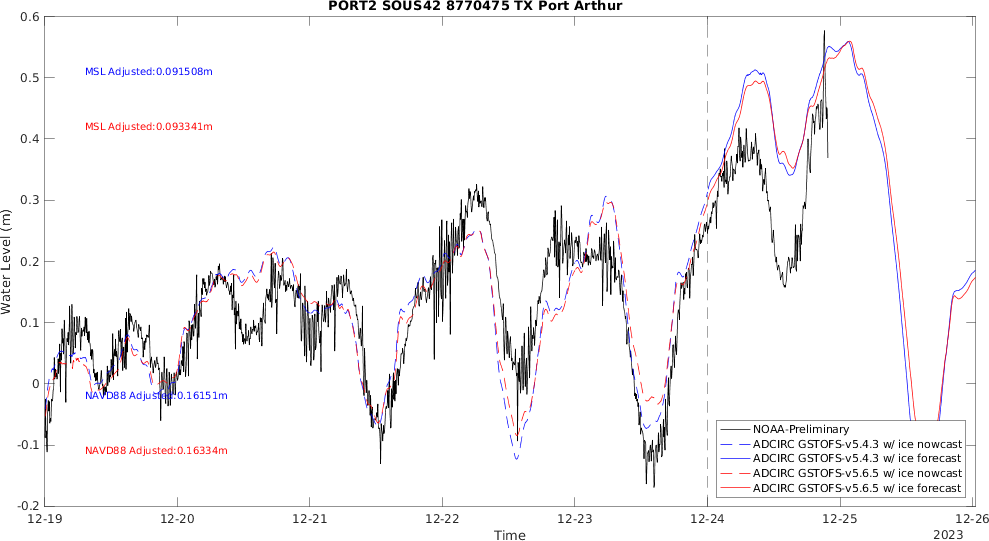 PORT2 SOUS42 8770475 TX Port Arthur
0.6
0.5
0.4
0.3
0.2
0.1
0
-0.1
-0.2
Water Level (m)
MSL Adjusted:0.091508m
MSL Adjusted:0.093341m
NAVD88 Adjusted:0.16151m
NAVD88 Adjusted:0.16334m
NOAA-Preliminary
ADCIRC GSTOFS-v5.4.3 w/ ice nowcast
ADCIRC GSTOFS-v5.4.3 w/ ice forecast
ADCIRC GSTOFS-v5.6.5 w/ ice nowcast
ADCIRC GSTOFS-v5.6.5 w/ ice forecast
12-19 12-20 12-21 12-22 12-23 12-24 12-25 12-26
Time
2023